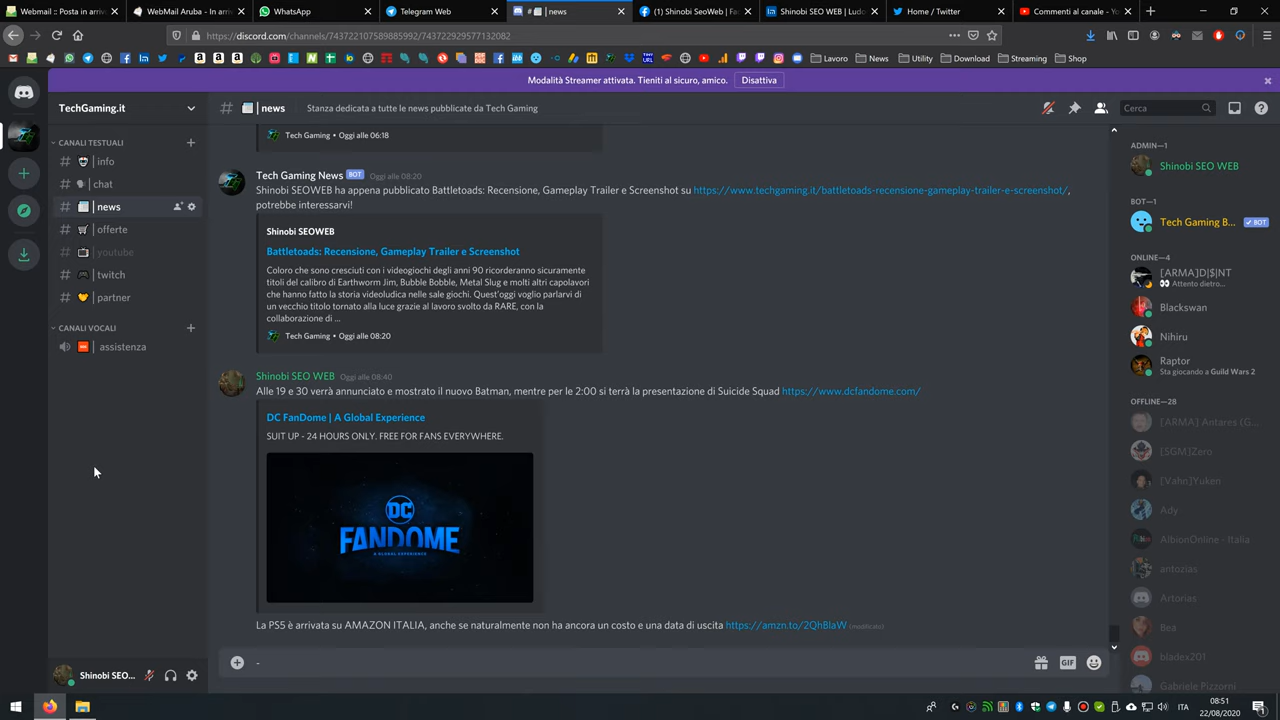 Webmail :: Posta in arrivo
WebMail Aruba - In arriv
WhatsApp
Telegram Web
# | news
(1) Shinobi SeoWeb | Fac
Shinobi SEO WEB | Ludo
Home / Twitter
Commenti al canale - Yo
https://discord.com/channels/743722107589885992/743722929577132082
Lavoro
News
Utility
Download
Streaming
Shop
Modalità Streamer attivata. Tieniti al sicuro, amico.
Disattiva
TechGaming.it
# | news
Stanza dedicata a tutte le news pubblicate da Tech Gaming
Cerca
CANALI TESTUALI
# | info
# | chat
# | news
# | offerte
# | youtube
# | twitch
# | partner
CANALI VOCALI
| assistenza
Tech Gaming • Oggi alle 06:18
Tech Gaming News BOT Oggi alle 08:20
Shinobi SEOWEB ha appena pubblicato Battletoads: Recensione, Gameplay Trailer e Screenshot su https://www.techgaming.it/battletoads-recensione-gameplay-trailer-e-screenshot/,
potrebbe interessarvi!
Shinobi SEOWEB
Battletoads: Recensione, Gameplay Trailer e Screenshot
Coloro che sono cresciuti con i videogiochi degli anni 90 ricorderanno sicuramente
titoli del calibro di Earthworm Jim, Bubble Bobble, Metal Slug e molti altri capolavori
che hanno fatto la storia videoludica nelle sale giochi. Quest'oggi voglio parlarvi di
un vecchio titolo tornato alla luce grazie al lavoro svolto da RARE, con la
collaborazione di ...
Tech Gaming • Oggi alle 08:20
Shinobi SEO WEB Oggi alle 08:40
Alle 19 e 30 verrà annunciato e mostrato il nuovo Batman, mentre per le 2:00 si terrà la presentazione di Suicide Squad https://www.dcfandome.com/
DC FanDome | A Global Experience
SUIT UP - 24 HOURS ONLY. FREE FOR FANS EVERYWHERE.
DC
FANDOME
A GLOBAL EXPERIENCE
La PS5 è arrivata su AMAZON ITALIA, anche se naturalmente non ha ancora un costo e una data di uscita https://amzn.to/2QhBIaW (modificato)
-
GIF
ADMIN—1
Shinobi SEO WEB
BOT—1
Tech Gaming B... BOT
ONLINE—4
[ARMA]D|$|NT
Attento dietro...
Blackswan
Nihiru
Raptor
Sta giocando a Guild Wars 2
OFFLINE—28
[ARMA] Antares (G...
[SGM]Zero
[Vaho]Yuken
Ady
AlbionOnline - Italia
antozias
Artorias
Bea
bladex201
Gabriele Pizzorni
Shinobi SEO...
ITA
08:51
22/08/2020